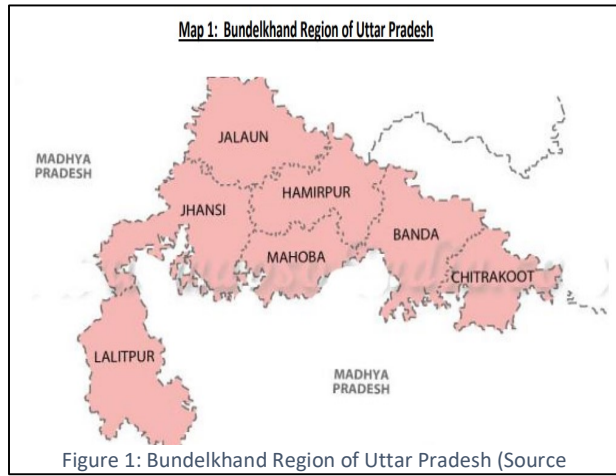 Map 1: Bundelkhand Region of Uttar Pradesh
JALAUN
MADHYA
PRADESH
HAMIRPUR
JHANSI
BANDA
MAHOBA
CHITRAKOOT
LALITPUR
MADHYA
PRADESH
Figure 1: Bundelkhand Region of Uttar Pradesh (Source